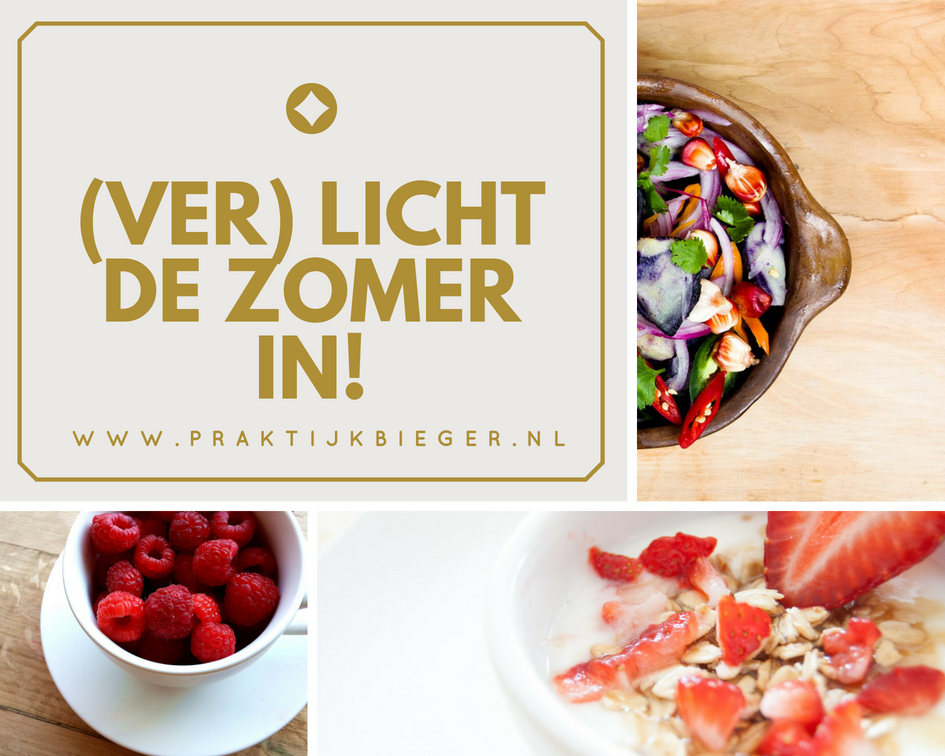 (VER) LICHT
DE ZOMER
IN!
WWW.PRAKTIJKBIEGER.NL